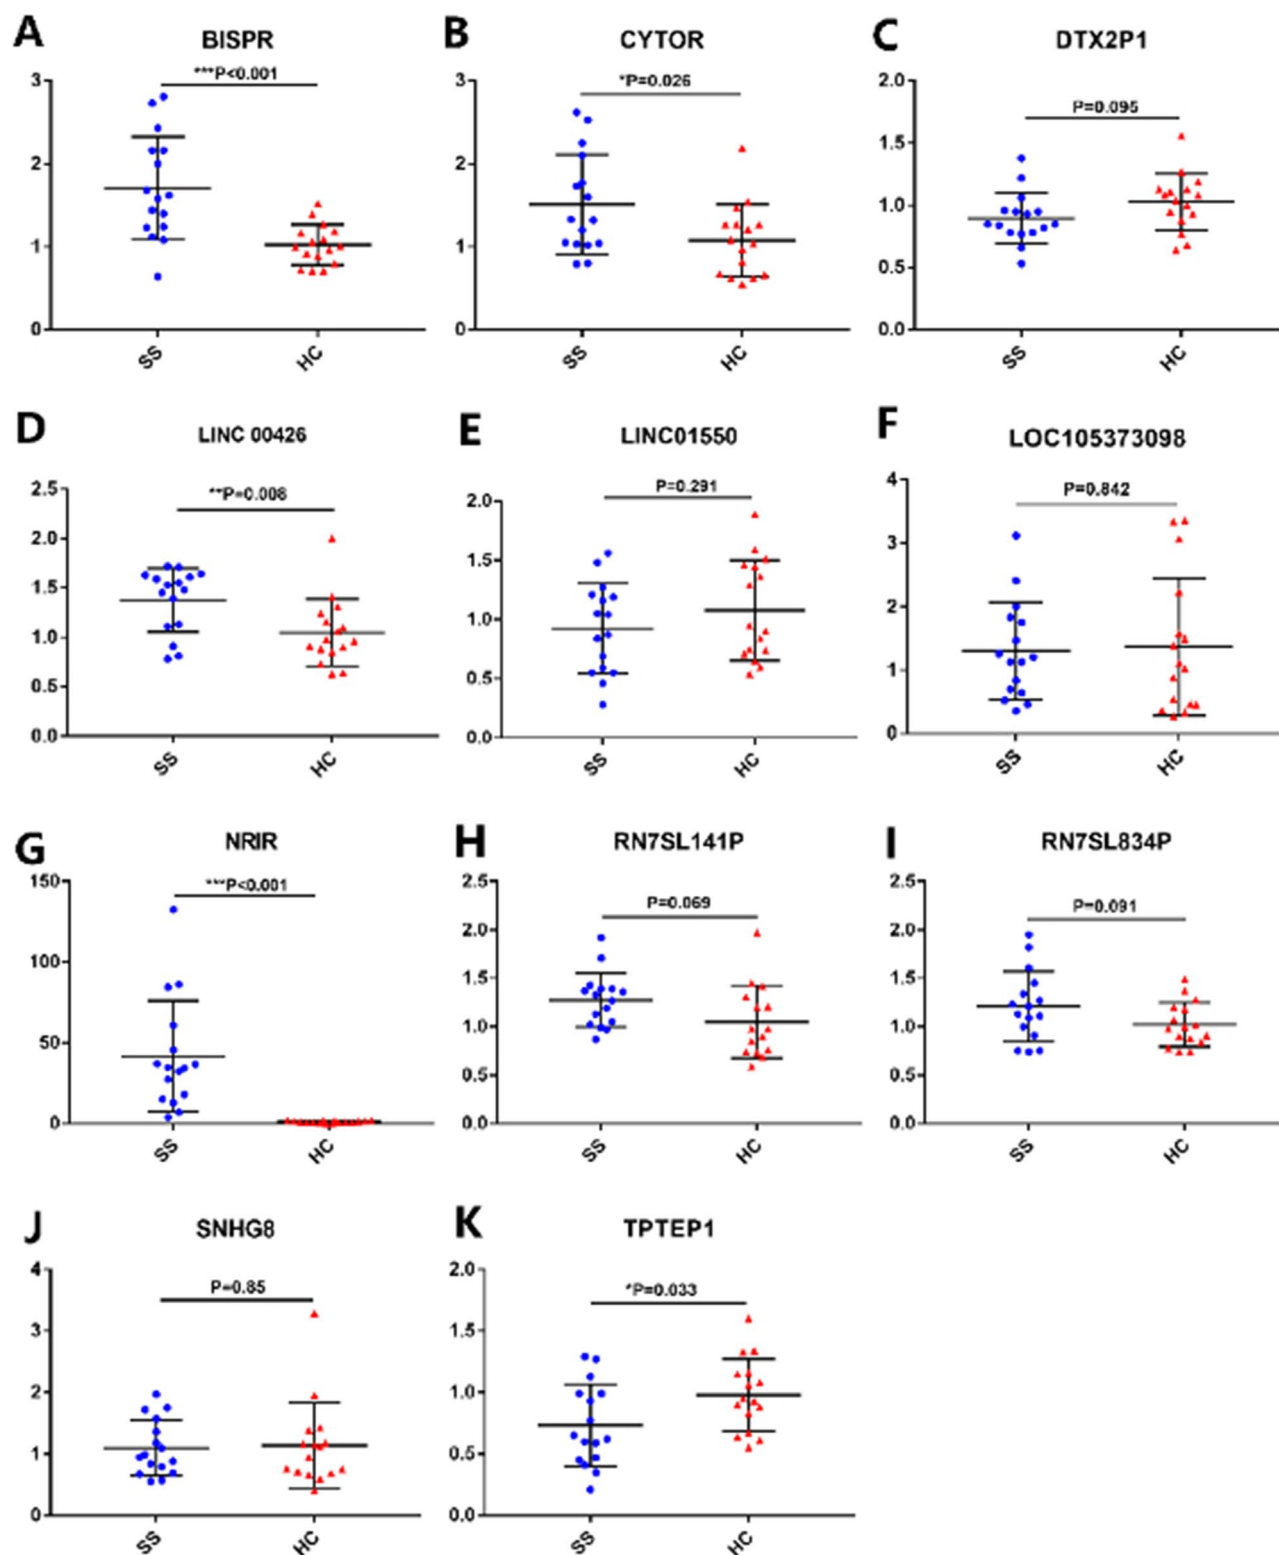 A
BISPR
***P<0.001
3
2
1
0
SS
HC
B
CYTOR
*P=0.026
3
2
1
0
SS
HC
C
DTX2P1
P=0.095
2.0
1.5
1.0
0.5
0.0
SS
HC
D
LINC 00426
**P=0.008
2.5
2.0
1.5
1.0
0.5
0.0
SS
HC
E
LINC01550
P=0.291
2.0
1.5
1.0
0.5
0.0
SS
HC
F
LOC105373098
P=0.842
4
3
2
1
0
SS
HC
G
NRIR
***P<0.001
150
100
50
0
SS
HC
H
RN7SL141P
P=0.069
2.5
2.0
1.5
1.0
0.5
0.0
SS
HC
I
RN7SL834P
P=0.091
2.5
2.0
1.5
1.0
0.5
0.0
SS
HC
J
SNHG8
P=0.85
4
3
2
1
0
SS
HC
K
TPTEP1
*P=0.033
2.0
1.5
1.0
0.5
0.0
SS
HC